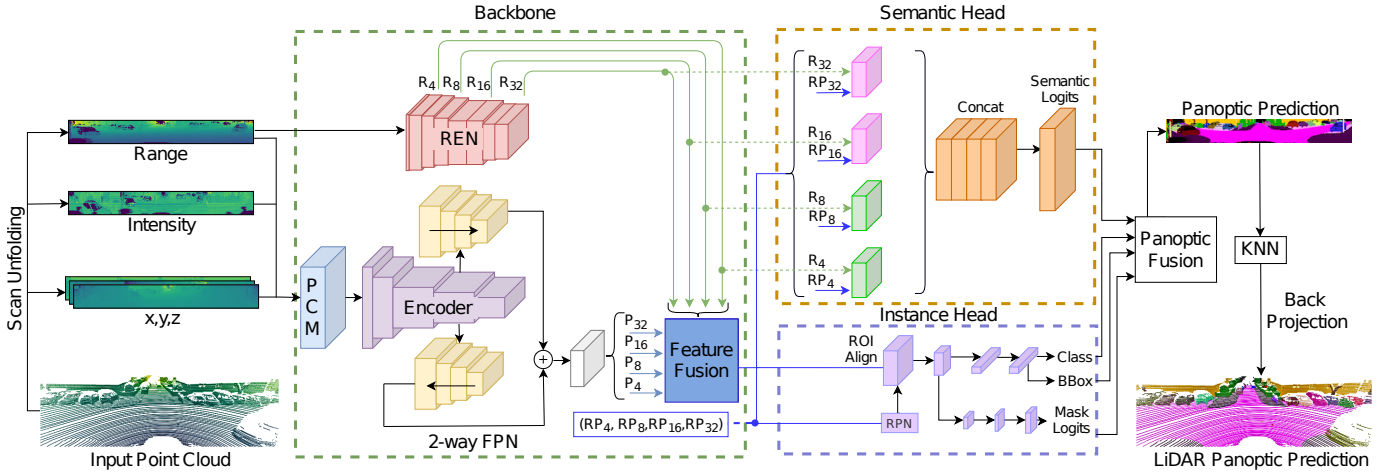 Backbone
Semantic Head
Scan Unfolding
Range
Intensity
x,y,z
Input Point Cloud
R4 R8 R16 R32
REN
P
C
M
Encoder
2-way FPN
+
P32
P16
P8
P4
Feature
Fusion
(RP4, RP8,RP16,RP32)
R32
RP32
R16
RP16
R8
RP8
R4
RP4
Concat
Semantic
Logits
Instance Head
ROI
Align
RPN
Class
BBox
Mask
Logits
Panoptic Prediction
Panoptic
Fusion
KNN
Back
Projection
LiDAR Panoptic Prediction